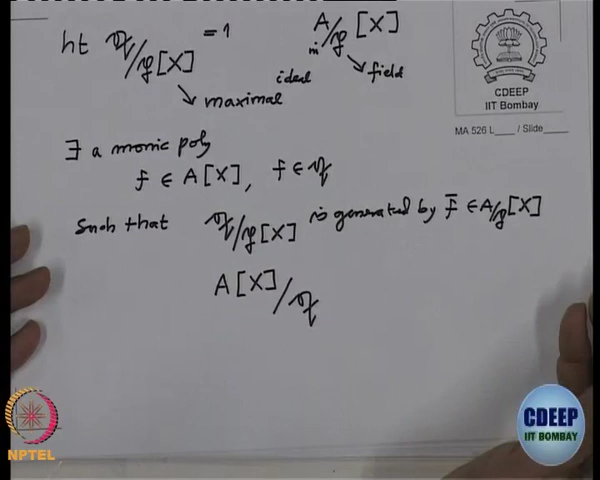 ht 𝔮/𝔭[X] = 1 A/𝔭[X]
ideal in
→ maximal → field
∃ a monic poly
f ∈ A[X], f ∈ 𝔮
Such that 𝔮/𝔭[X] is generated by f̄ ∈ A/𝔭[X]
A[X]/𝔮
CDEEP
IIT Bombay
MA 526 L___ / Slide___
NPTEL
CDEEP
IIT BOMBAY